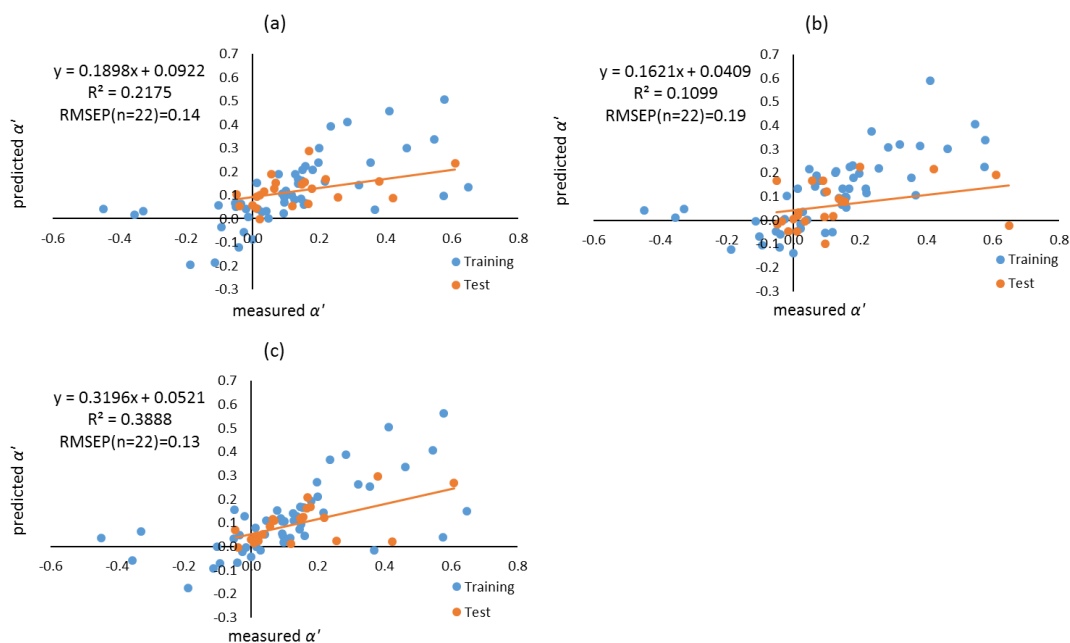 (a)
y = 0.1898x + 0.0922
R² = 0.2175
RMSEP(n=22)=0.14
predicted α'
0.7
0.6
0.5
0.4
0.3
0.2
0.1
0.0
-0.1
-0.2
-0.3
-0.6
-0.4
-0.2
0.0
0.2
0.4
0.6
0.8
Training
Test
measured α'
(b)
y = 0.1621x + 0.0409
R² = 0.1099
RMSEP(n=22)=0.19
predicted α'
0.7
0.6
0.5
0.4
0.3
0.2
0.1
0.0
-0.1
-0.2
-0.3
-0.6
-0.4
-0.2
0.0
0.2
0.4
0.6
0.8
Training
Test
measured α'
(c)
y = 0.3196x + 0.0521
R² = 0.3888
RMSEP(n=22)=0.13
predicted α'
0.7
0.6
0.5
0.4
0.3
0.2
0.1
0.0
-0.1
-0.2
-0.3
-0.6
-0.4
-0.2
0.0
0.2
0.4
0.6
0.8
Training
Test
measured α'